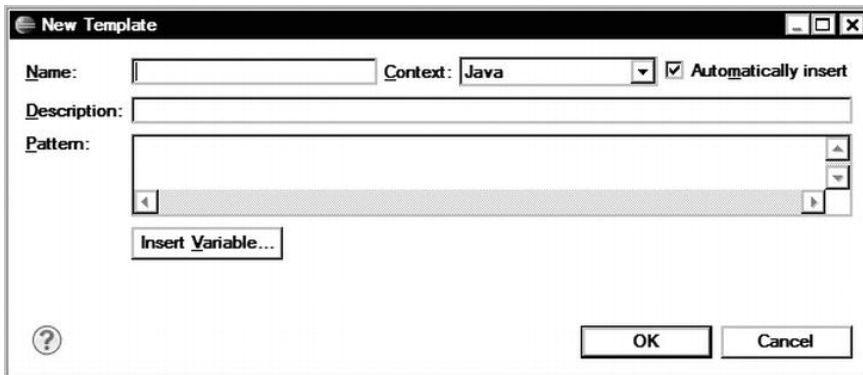 New Template
Name: Context: Java Automatically insert
Description:
Pattern:
Insert Variable...
? OK Cancel